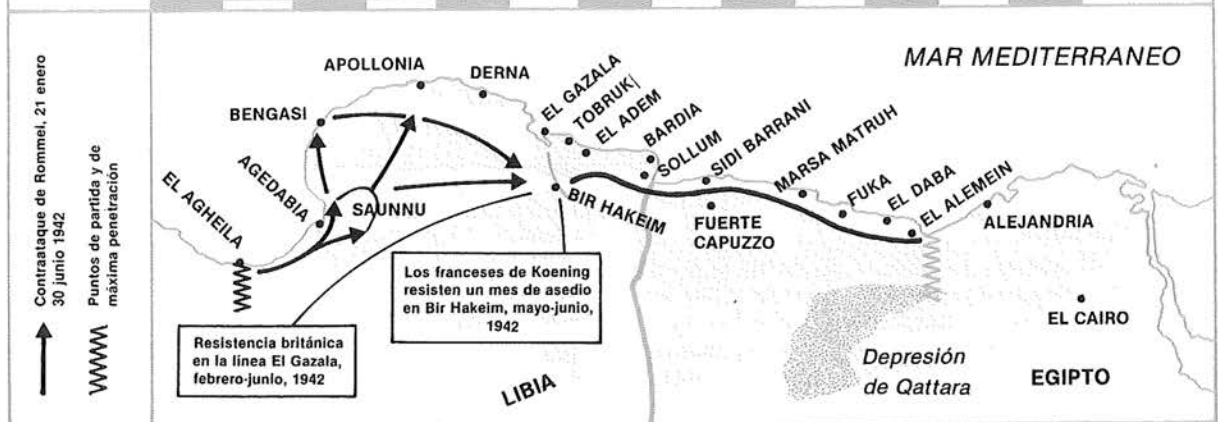 Contraataque de Rommel, 21 enero
30 junio 1942
Puntos de partida y de
máxima penetración
MAR MEDITERRANEO
APOLLONIA
DERNA
BENGASI
EL GAZALA
TOBRUK
EL ADEM
BARDIA
SOLLUM
SIDI BARRANI
MARSA MATRUH
FUKA
EL DABA
EL ALEMEIN
ALEJANDRIA
AGEDABIA
EL AGHEILA
SAUNNU
BIR HAKEIM
FUERTE
CAPUZZO
EL CAIRO
Los franceses de Koening
resisten un mes de asedio
en Bir Hakeim, mayo-junio,
1942
Resistencia británica
en la línea El Gazala,
febrero-junio, 1942
LIBIA
Depresión
de Qattara
EGIPTO